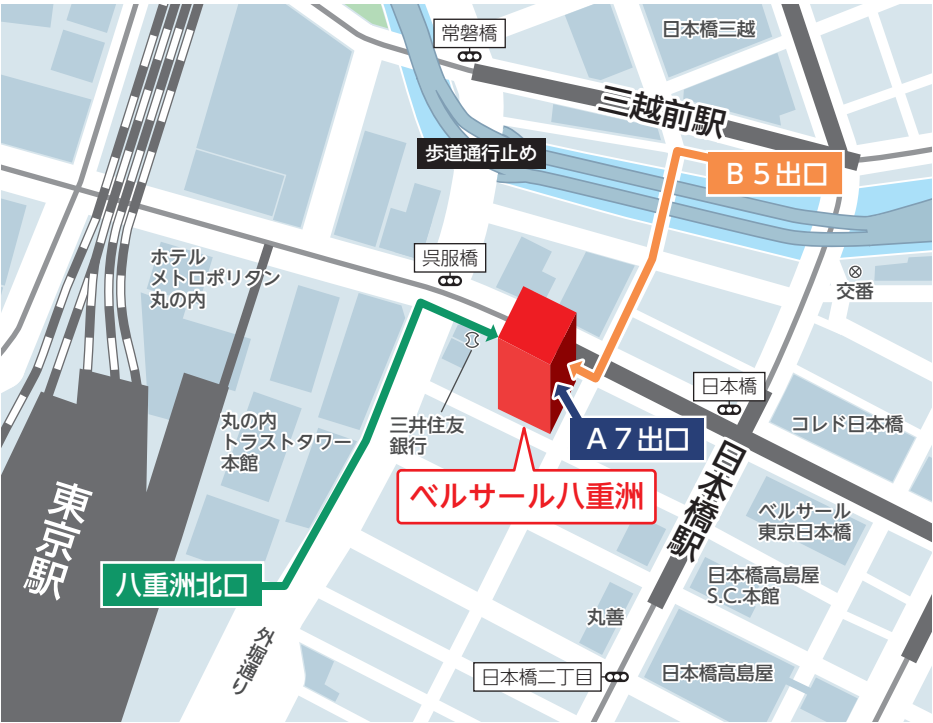 常磐橋
日本橋三越
三越前駅
歩道通行止め
B5出口
呉服橋
ホテル
メトロポリタン
丸の内
交番
日本橋
丸の内
トラストタワー
本館
三井住友
銀行
A7出口
コレド日本橋
ベルサール八重洲
日本橋駅
東京駅
ベルサール
東京日本橋
八重洲北口
日本橋高島屋
S.C.本館
丸善
外堀通り
日本橋二丁目
日本橋高島屋